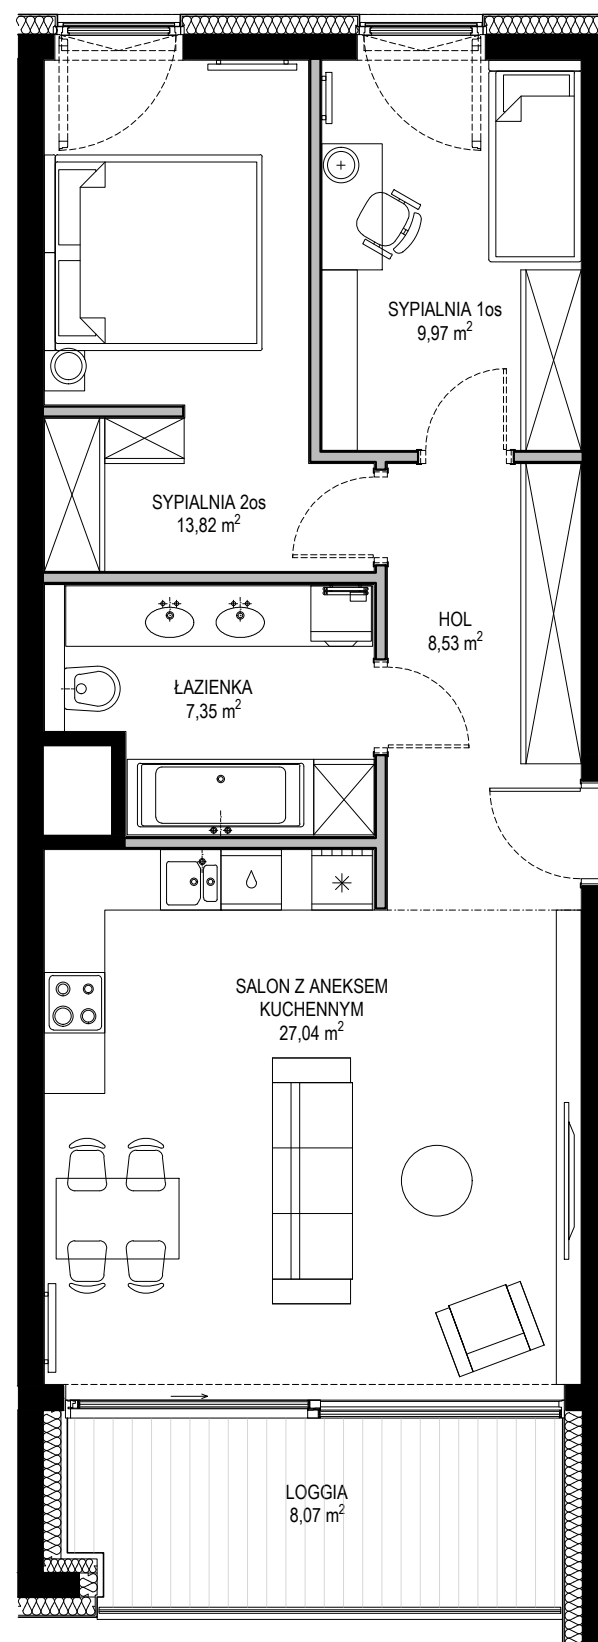 SYPIALNIA 1os
9,97 m²
SYPIALNIA 2os
13,82 m²
HOL
8,53 m²
ŁAZIENKA
7,35 m²
SALON Z ANEKSEM
KUCHENNYM
27,04 m²
LOGGIA
8,07 m²